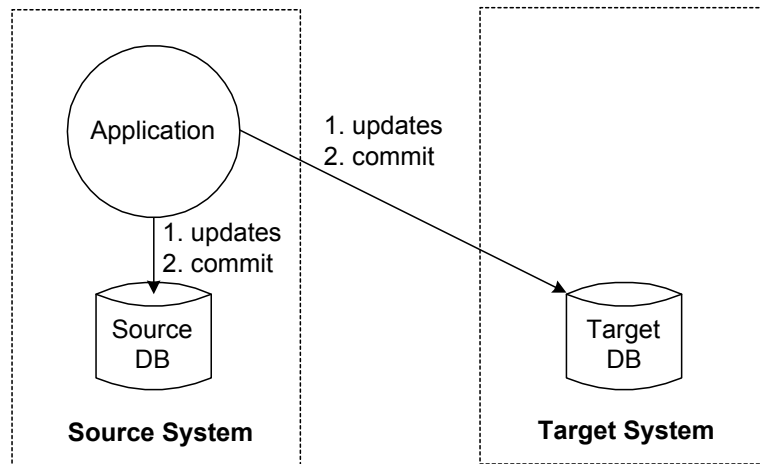 Application
1. updates
2. commit
1. updates
2. commit
Source
DB
Target
DB
Source System
Target System